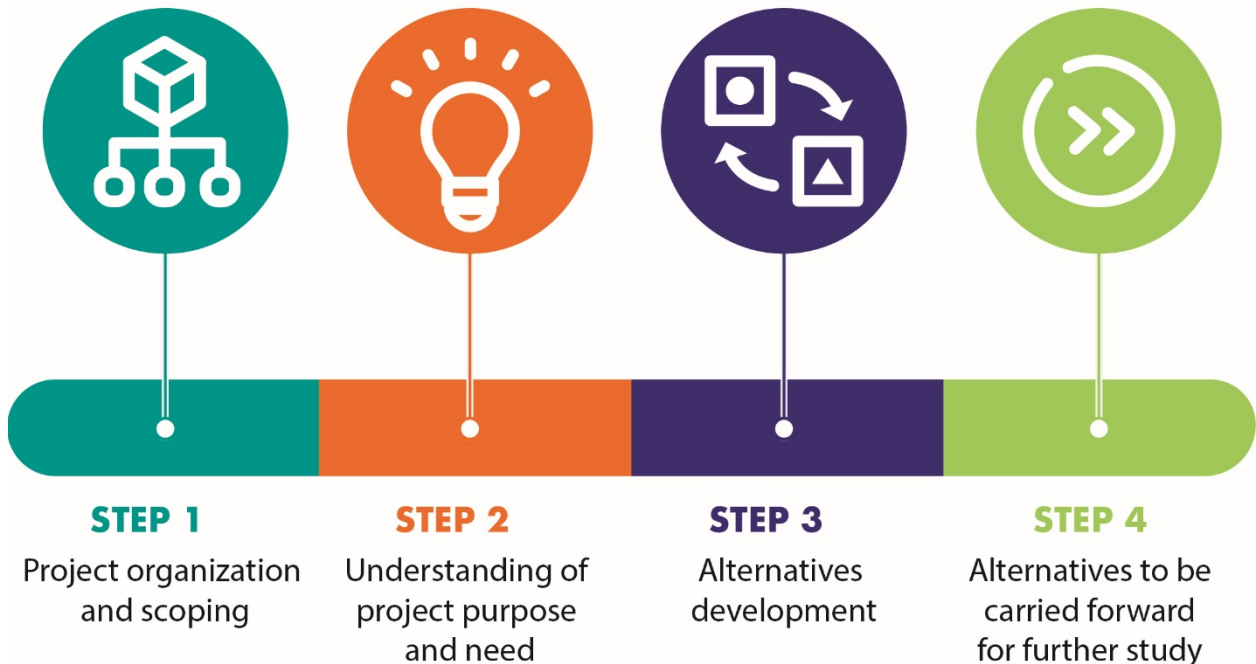 STEP 1
Project organization
and scoping
STEP 2
Understanding of
project purpose
and need
STEP 3
Alternatives
development
STEP 4
Alternatives to be
carried forward
for further study